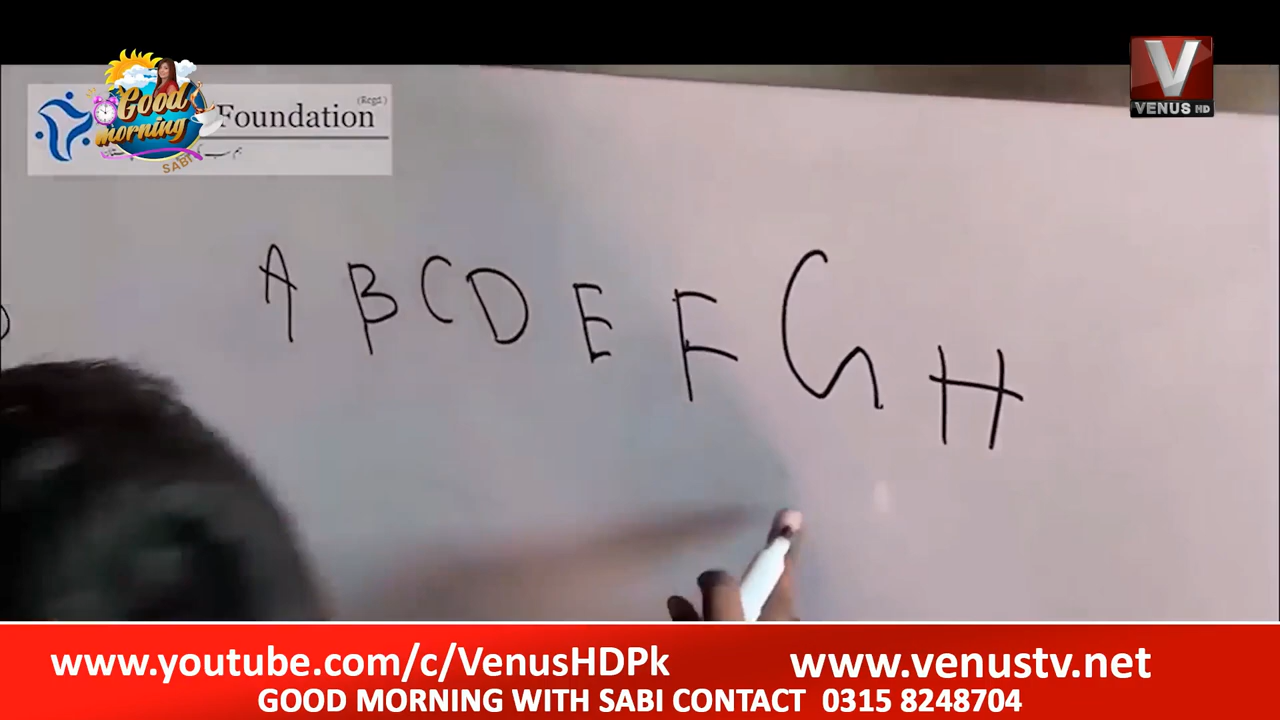 Good morning
SABI
Foundation
(Regd)
V
VENUS HD
A B C D E F G H
www.youtube.com/c/VenusHDPk
www.venustv.net
GOOD MORNING WITH SABI CONTACT 0315 8248704